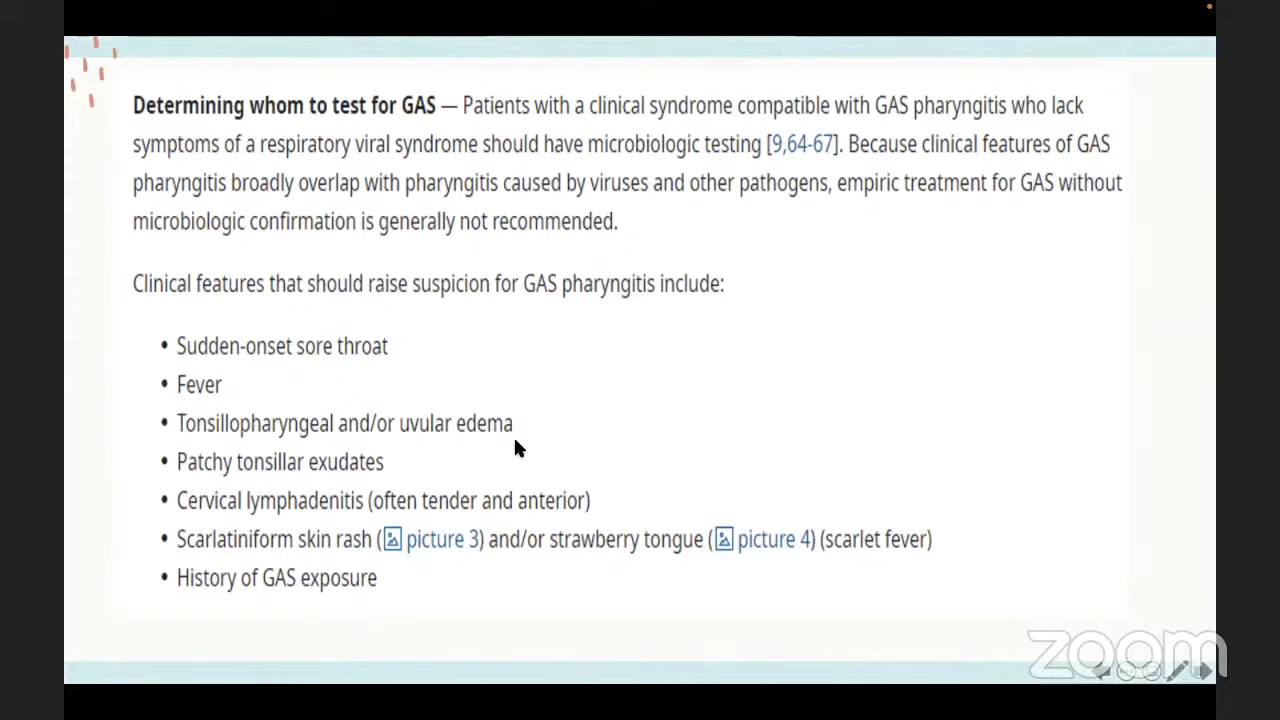 Determining whom to test for GAS — Patients with a clinical syndrome compatible with GAS pharyngitis who lack
symptoms of a respiratory viral syndrome should have microbiologic testing [9,64-67]. Because clinical features of GAS
pharyngitis broadly overlap with pharyngitis caused by viruses and other pathogens, empiric treatment for GAS without
microbiologic confirmation is generally not recommended.
Clinical features that should raise suspicion for GAS pharyngitis include:
• Sudden-onset sore throat
• Fever
• Tonsillopharyngeal and/or uvular edema
• Patchy tonsillar exudates
• Cervical lymphadenitis (often tender and anterior)
• Scarlatiniform skin rash (picture 3) and/or strawberry tongue (picture 4) (scarlet fever)
• History of GAS exposure
zoom